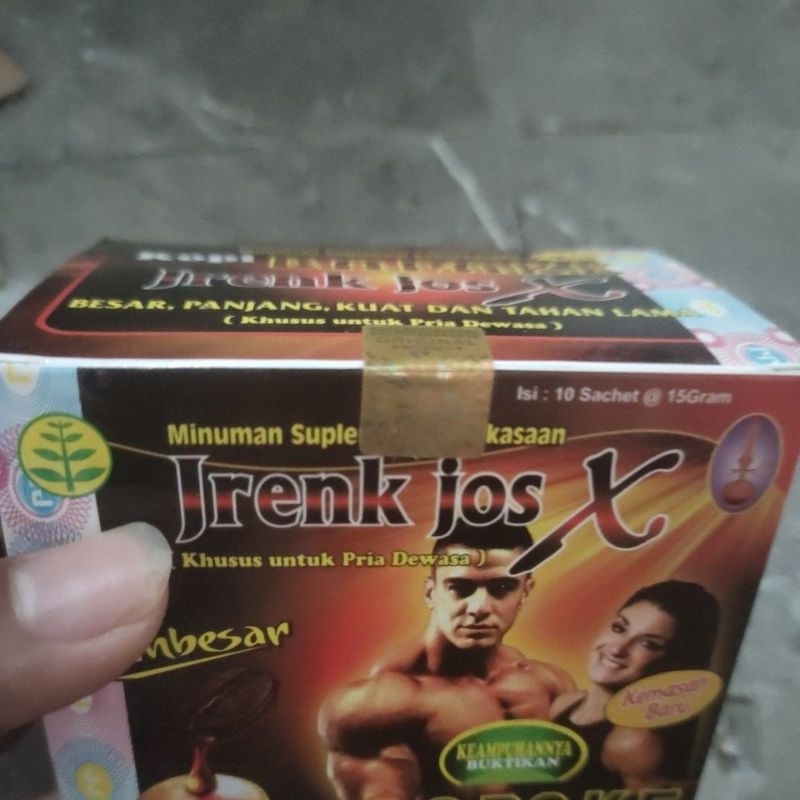 Kopi
Jrenk jos X
BESAR, PANJANG, KUAT DAN TAHAN LAMA
( Khusus untuk Pria Dewasa )
Isi : 10 Sachet @ 15Gram
Minuman Suple kasaan
Jrenk jos X
( Khusus untuk Pria Dewasa )
mbesar
Kemasan
Baru
KEAMPUHANNYA
BUKTIKAN